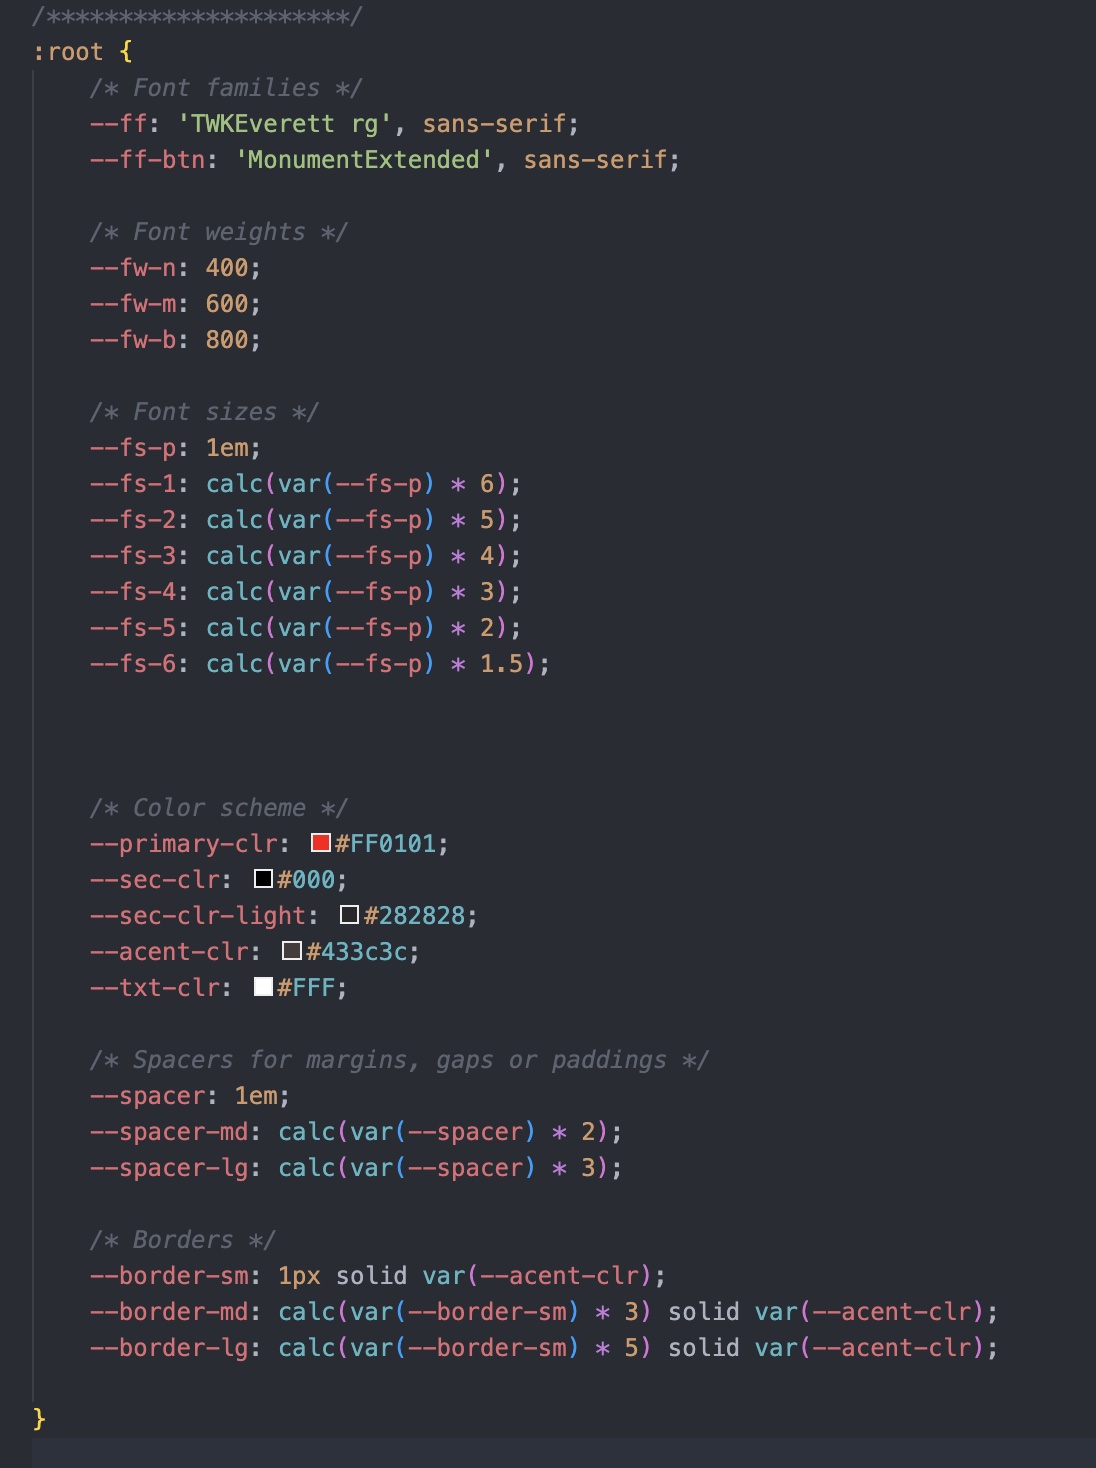 /*********************/
:root {
/* Font families */
--ff: 'TWKEverett rg', sans-serif;
--ff-btn: 'MonumentExtended', sans-serif;
/* Font weights */
--fw-n: 400;
--fw-m: 600;
--fw-b: 800;
/* Font sizes */
--fs-p: 1em;
--fs-1: calc(var(--fs-p) * 6);
--fs-2: calc(var(--fs-p) * 5);
--fs-3: calc(var(--fs-p) * 4);
--fs-4: calc(var(--fs-p) * 3);
--fs-5: calc(var(--fs-p) * 2);
--fs-6: calc(var(--fs-p) * 1.5);
/* Color scheme */
--primary-clr: #FF0101;
--sec-clr: #000;
--sec-clr-light: #282828;
--acent-clr: #433c3c;
--txt-clr: #FFF;
/* Spacers for margins, gaps or paddings */
--spacer: 1em;
--spacer-md: calc(var(--spacer) * 2);
--spacer-lg: calc(var(--spacer) * 3);
/* Borders */
--border-sm: 1px solid var(--acent-clr);
--border-md: calc(var(--border-sm) * 3) solid var(--acent-clr);
--border-lg: calc(var(--border-sm) * 5) solid var(--acent-clr);
}